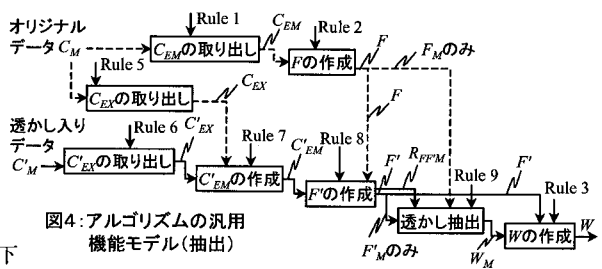 オリジナル
データ C_M
Rule 1
C_EMの取り出し
C_EM
Rule 2
Fの作成
F
F_Mのみ
Rule 5
C_EXの取り出し
C_EX
F
透かし入り
データ
C'_M
Rule 6
C'_EXの取り出し
C'_EX
Rule 7
C'_EMの作成
C'_EM
Rule 8
F'の作成
F'
R_FF'M
Rule 9
F'
Rule 3
透かし抽出
F'_Mのみ
W_M
Wの作成
W
図4：アルゴリズムの汎用
機能モデル（抽出）
下